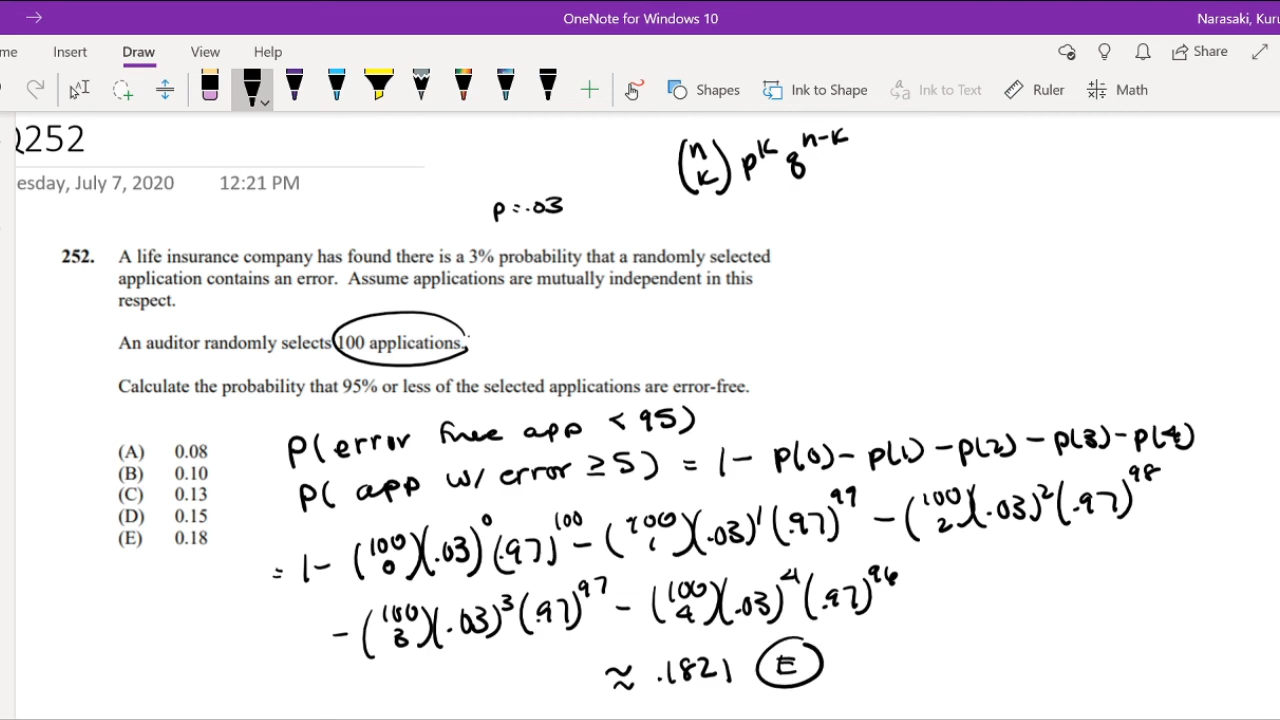 OneNote for Windows 10
Narasaki, Kuru
me Insert Draw View Help Share
Shapes Ink to Shape Ink to Text Ruler Math
Q252
esday, July 7, 2020 12:21 PM
(n k) p^k q^n-k
p = .03
252. A life insurance company has found there is a 3% probability that a randomly selected
application contains an error. Assume applications are mutually independent in this
respect.
An auditor randomly selects 100 applications.
Calculate the probability that 95% or less of the selected applications are error-free.
(A) 0.08
(B) 0.10
(C) 0.13
(D) 0.15
(E) 0.18
P(error free app < 95)
P( app w/ error ≥ 5) = 1 - P(0) - P(1) - P(2) - P(3) - P(4)
= 1 - (100 0)(.03)^0(.97)^100 - (100 1)(.03)^1(.97)^99 - (100 2)(.03)^2(.97)^98
- (100 3)(.03)^3(.97)^97 - (100 4)(.03)^4(.97)^96
≈ .1821 E